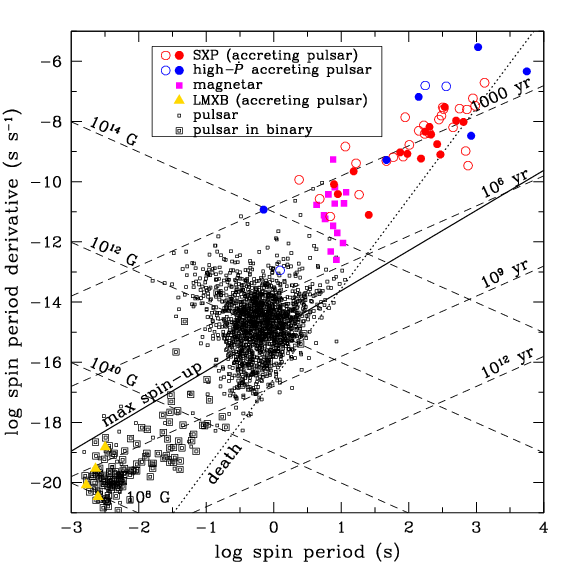 SXP (accreting pulsar)
high-Ṗ accreting pulsar
magnetar
LMXB (accreting pulsar)
pulsar
pulsar in binary
1000 yr
10⁶ yr
10⁹ yr
10¹² yr
10¹⁴ G
10¹² G
10¹⁰ G
10⁸ G
max spin-up
death
-6
-8
-10
-12
-14
-16
-18
-20
log spin period derivative (s s⁻¹)
-3 -2 -1 0 1 2 3 4
log spin period (s)